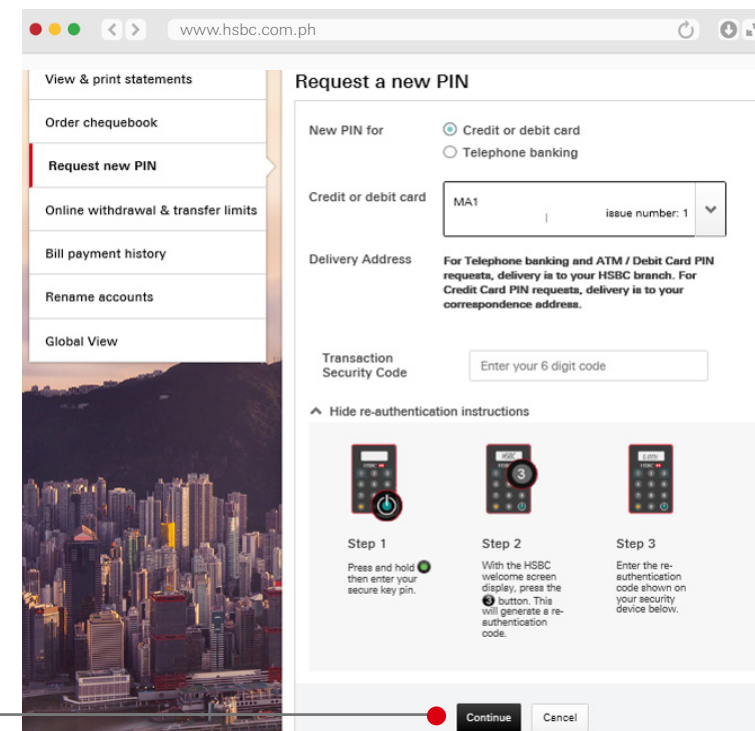 www.hsbc.com.ph
View & print statements
Order chequebook
Request new PIN
Online withdrawal & transfer limits
Bill payment history
Rename accounts
Global View
Request a new PIN
New PIN for
Credit or debit card
Telephone banking
Credit or debit card
MA1
issue number: 1
Delivery Address
For Telephone banking and ATM / Debit Card PIN
requests, delivery is to your HSBC branch. For
Credit Card PIN requests, delivery is to your
correspondence address.
Transaction
Security Code
Enter your 6 digit code
Hide re-authentication instructions
HSBC
HSBC
3
HSBC
HSBC
Step 1
Press and hold
then enter your
secure key pin.
Step 2
With the HSBC
welcome screen
display, press the
3 button. This
will generate a re-
authentication
code.
Step 3
Enter the re-
authentication
code shown on
your security
device below.
Continue
Cancel